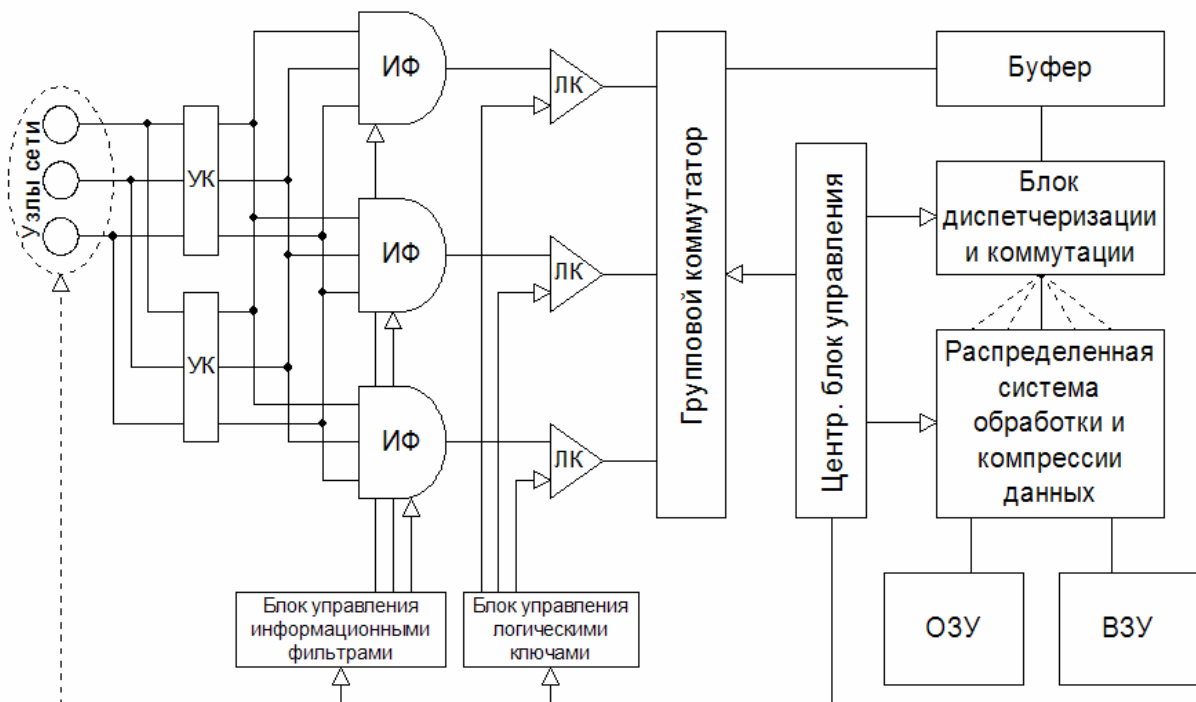 Узлы сети
УК
УК
ИФ
ИФ
ИФ
ЛК
ЛК
ЛК
Групповой коммутатор
Центр. блок управления
Буфер
Блок
диспетчеризации
и коммутации
Распределенная
система
обработки и
компрессии
данных
ОЗУ
ВЗУ
Блок управления
информационными
фильтрами
Блок управления
логическими
ключами